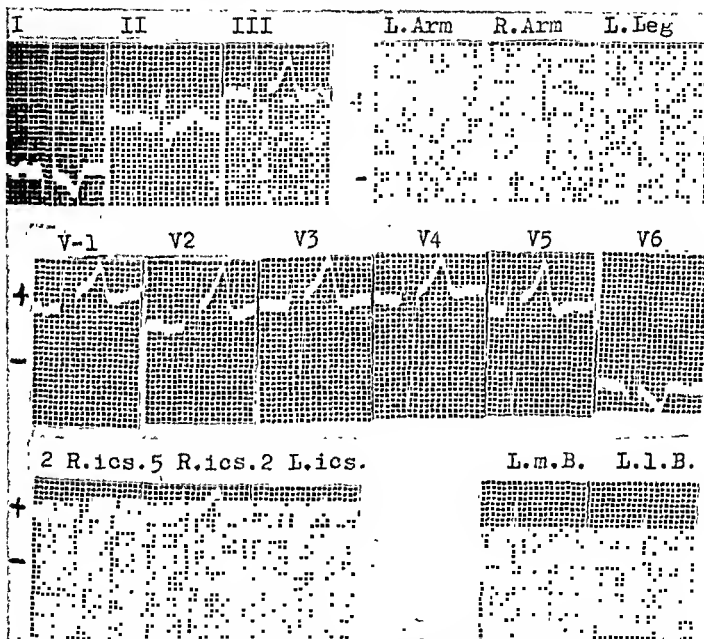 I II III L.Arm R.Arm L.Leg
V-1 V2 V3 V4 V5 V6
+
-
2 R.ics.5 R.ics.2 L.ics. L.m.B. L.l.B.
+
-